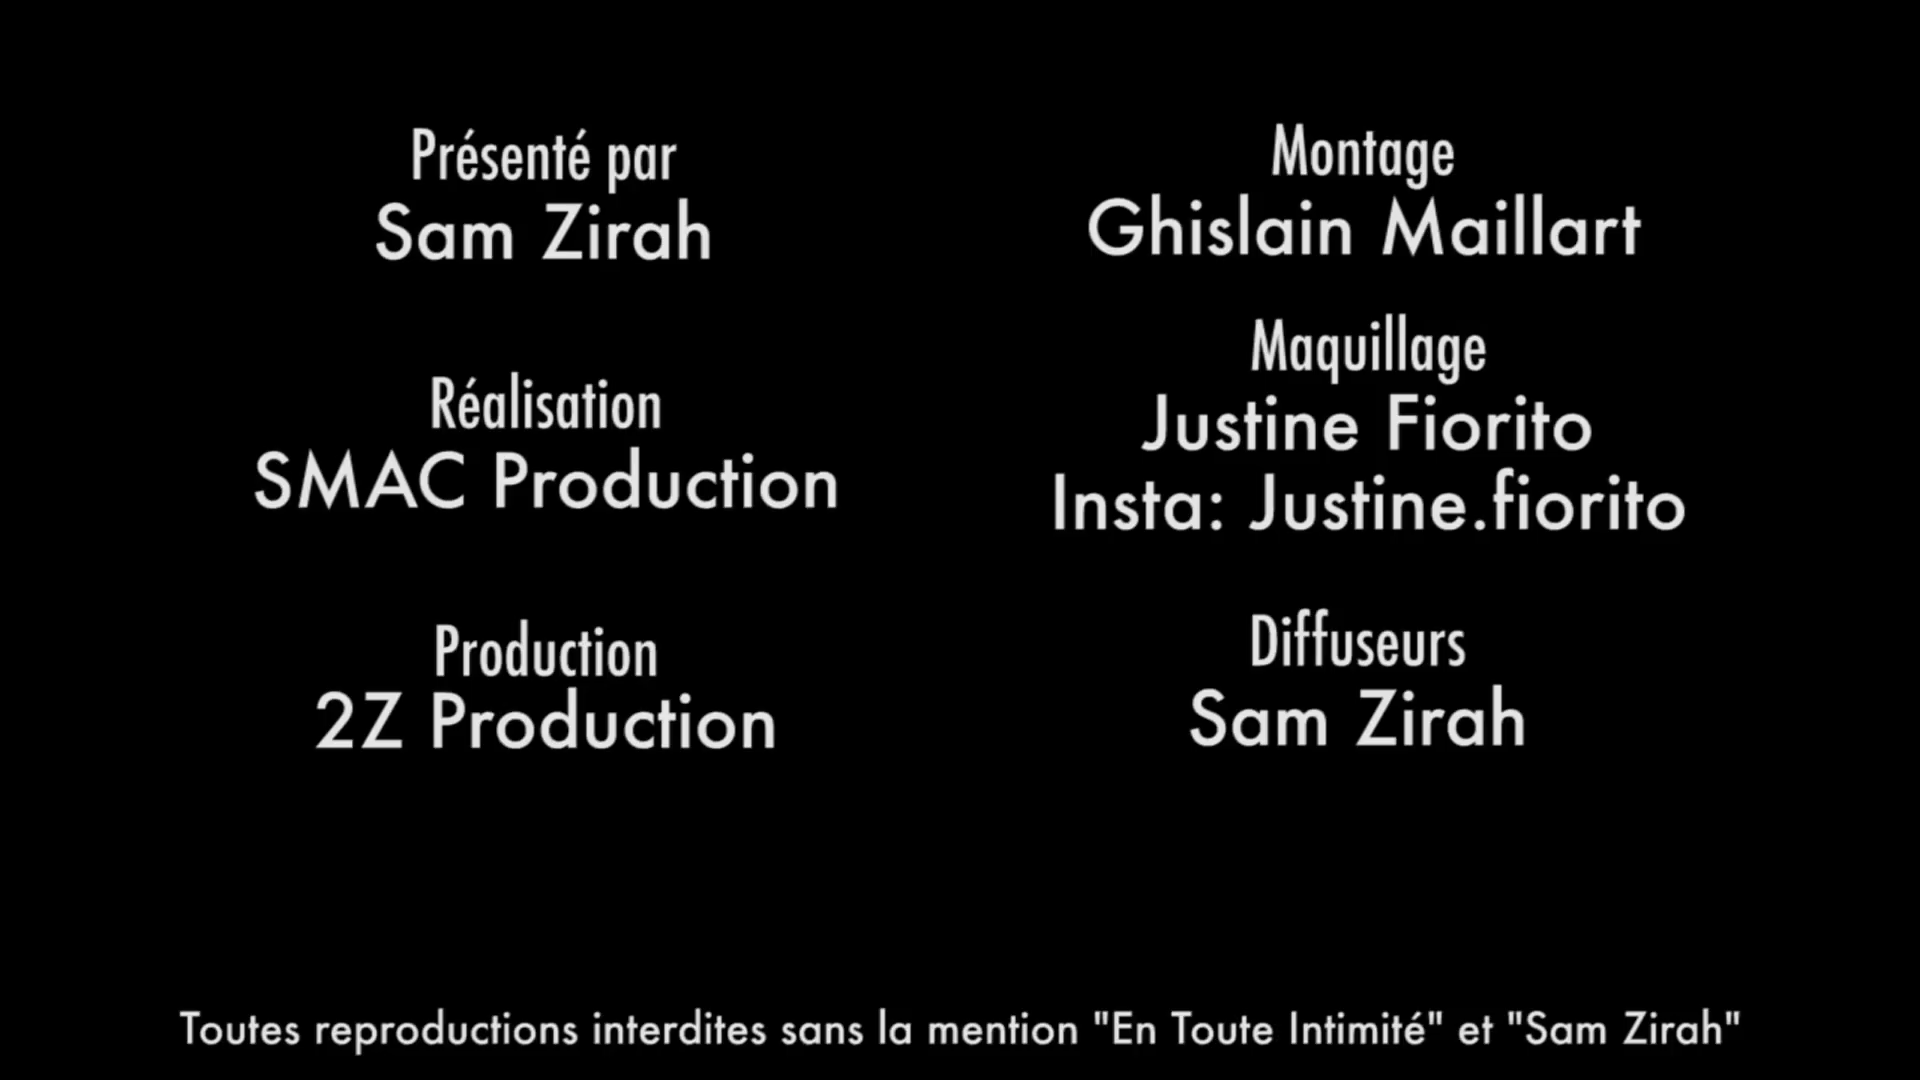 Présenté par
Sam Zirah
Réalisation
SMAC Production
Production
2Z Production
Montage
Ghislain Maillart
Maquillage
Justine Fiorito
Insta: Justine.fiorito
Diffuseurs
Sam Zirah
Toutes reproductions interdites sans la mention "En Toute Intimité" et "Sam Zirah"